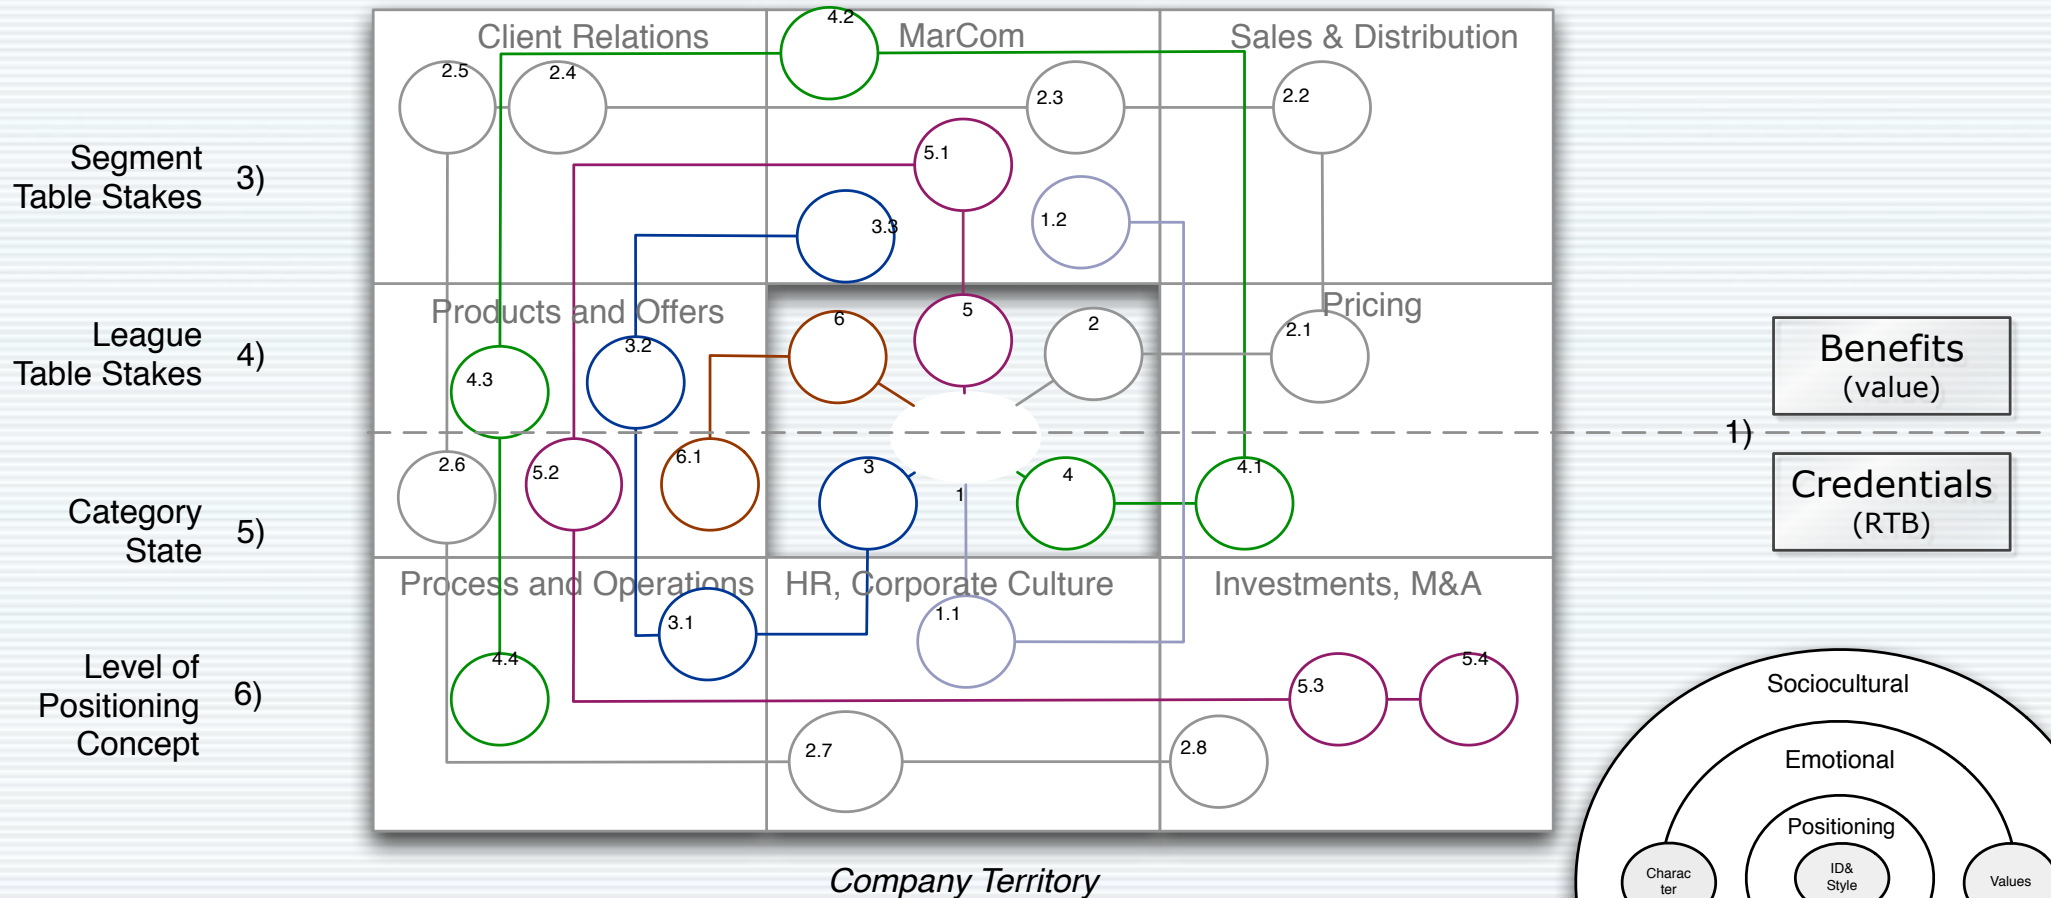 4.2
Client Relations
MarCom
Sales & Distribution
2.5
2.4
2.3
2.2
Segment
Table Stakes
3)
5.1
3.3
1.2
Products and Offers
6
5
2
Pricing
2.1
League
Table Stakes
4)
4.3
3.2
Benefits
(value)
1)
2.6
5.2
6.1
3
1
4
4.1
Credentials
(RTB)
Category
State
5)
Process and Operations
HR, Corporate Culture
Investments, M&A
3.1
1.1
Level of
Positioning
Concept
6)
4.4
5.3
5.4
2.7
2.8
Company Territory
Sociocultural
Emotional
Positioning
Charac
ter
ID&
Style
Values